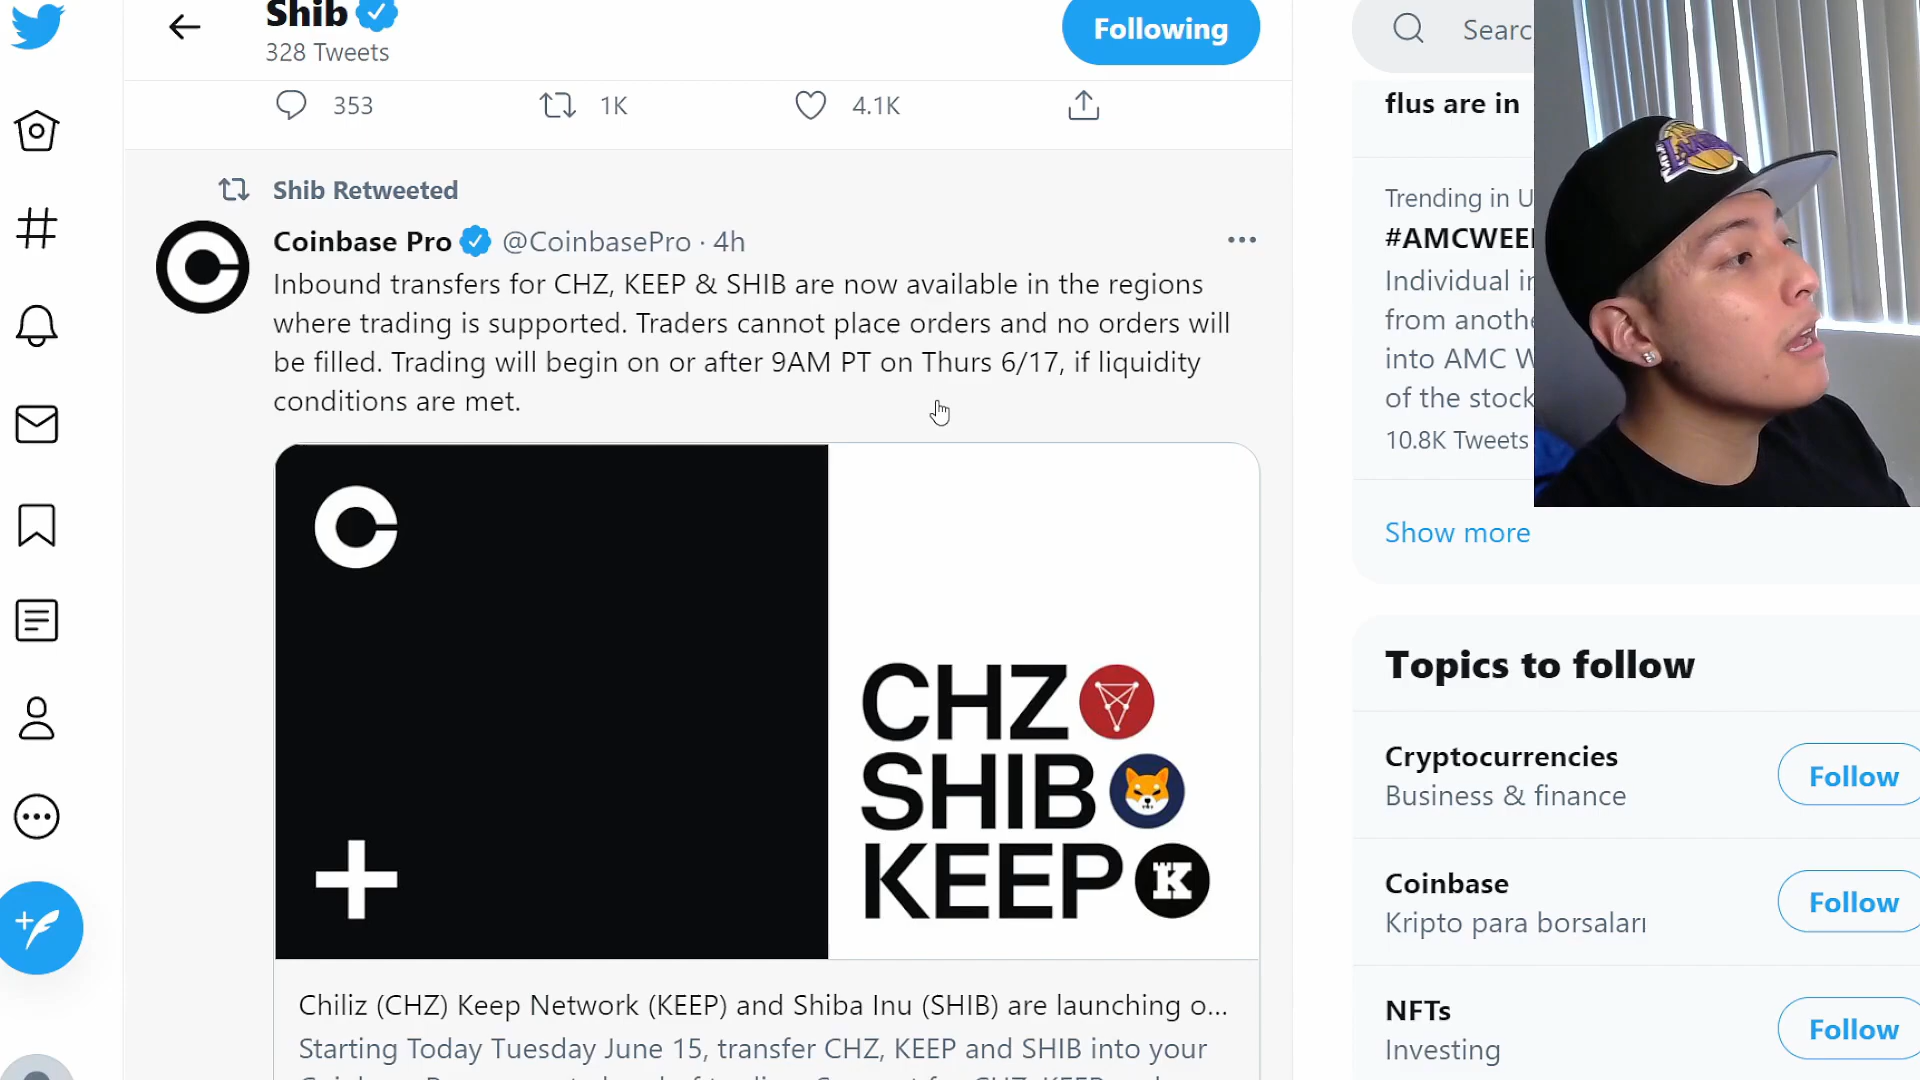 Shib
328 Tweets
Following
353
1K
4.1K
Shib Retweeted
Coinbase Pro @CoinbasePro · 4h
Inbound transfers for CHZ, KEEP & SHIB are now available in the regions
where trading is supported. Traders cannot place orders and no orders will
be filled. Trading will begin on or after 9AM PT on Thurs 6/17, if liquidity
conditions are met.
CHZ
SHIB
KEEP
Chiliz (CHZ) Keep Network (KEEP) and Shiba Inu (SHIB) are launching o...
Starting Today Tuesday June 15, transfer CHZ, KEEP and SHIB into your
Searc
flus are in
Trending in U
#AMCWEE
Individual in
from anothe
into AMC W
of the stock
10.8K Tweets
Show more
Topics to follow
Cryptocurrencies
Business & finance
Follow
Coinbase
Kripto para borsaları
Follow
NFTs
Investing
Follow
LAKERS